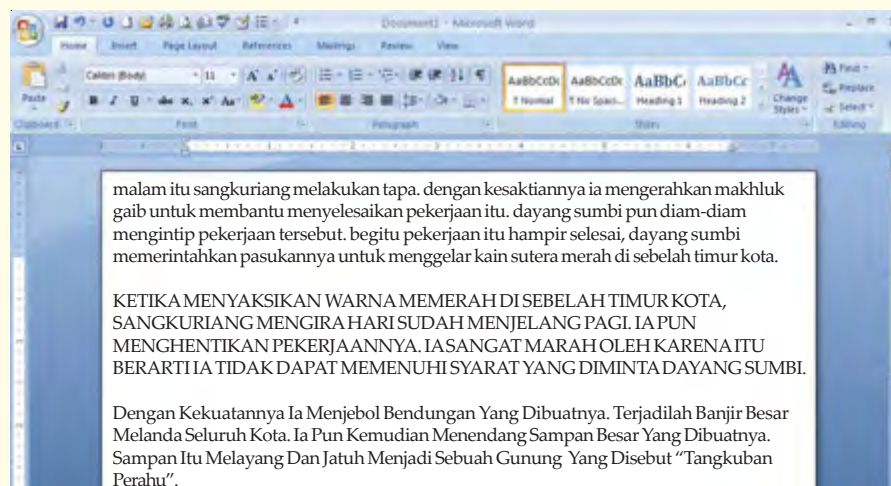 Document1 - Microsoft Word
Home Insert Page Layout References Mailings Review View
Calibri (Body) 11
Find
AaBbCcDc AaBbCcDc AaBbC AaBbCc
Replace
Paste
¶ Normal ¶ No Spaci... Heading 1 Heading 2 Change Styles
Select
Clipboard Font Paragraph Styles Editing
malam itu sangkuriang melakukan tapa. dengan kesaktiannya ia mengerahkan makhluk
gaib untuk membantu menyelesaikan pekerjaan itu. dayang sumbi pun diam-diam
mengintip pekerjaan tersebut. begitu pekerjaan itu hampir selesai, dayang sumbi
memerintahkan pasukannya untuk menggelar kain sutera merah di sebelah timur kota.
KETIKA MENYAKSIKAN WARNA MEMERAH DI SEBELAH TIMUR KOTA,
SANGKURIANG MENGIRA HARI SUDAH MENJELANG PAGI. IA PUN
MENGHENTIKAN PEKERJAANNYA. IA SANGAT MARAH OLEH KARENA ITU
BERARTI IA TIDAK DAPAT MEMENUHI SYARAT YANG DIMINTA DAYANG SUMBI.
Dengan Kekuatannya Ia Menjebol Bendungan Yang Dibuatnya. Terjadilah Banjir Besar
Melanda Seluruh Kota. Ia Pun Kemudian Menendang Sampan Besar Yang Dibuatnya.
Sampan Itu Melayang Dan Jatuh Menjadi Sebuah Gunung Yang Disebut “Tangkuban
Perahu”.